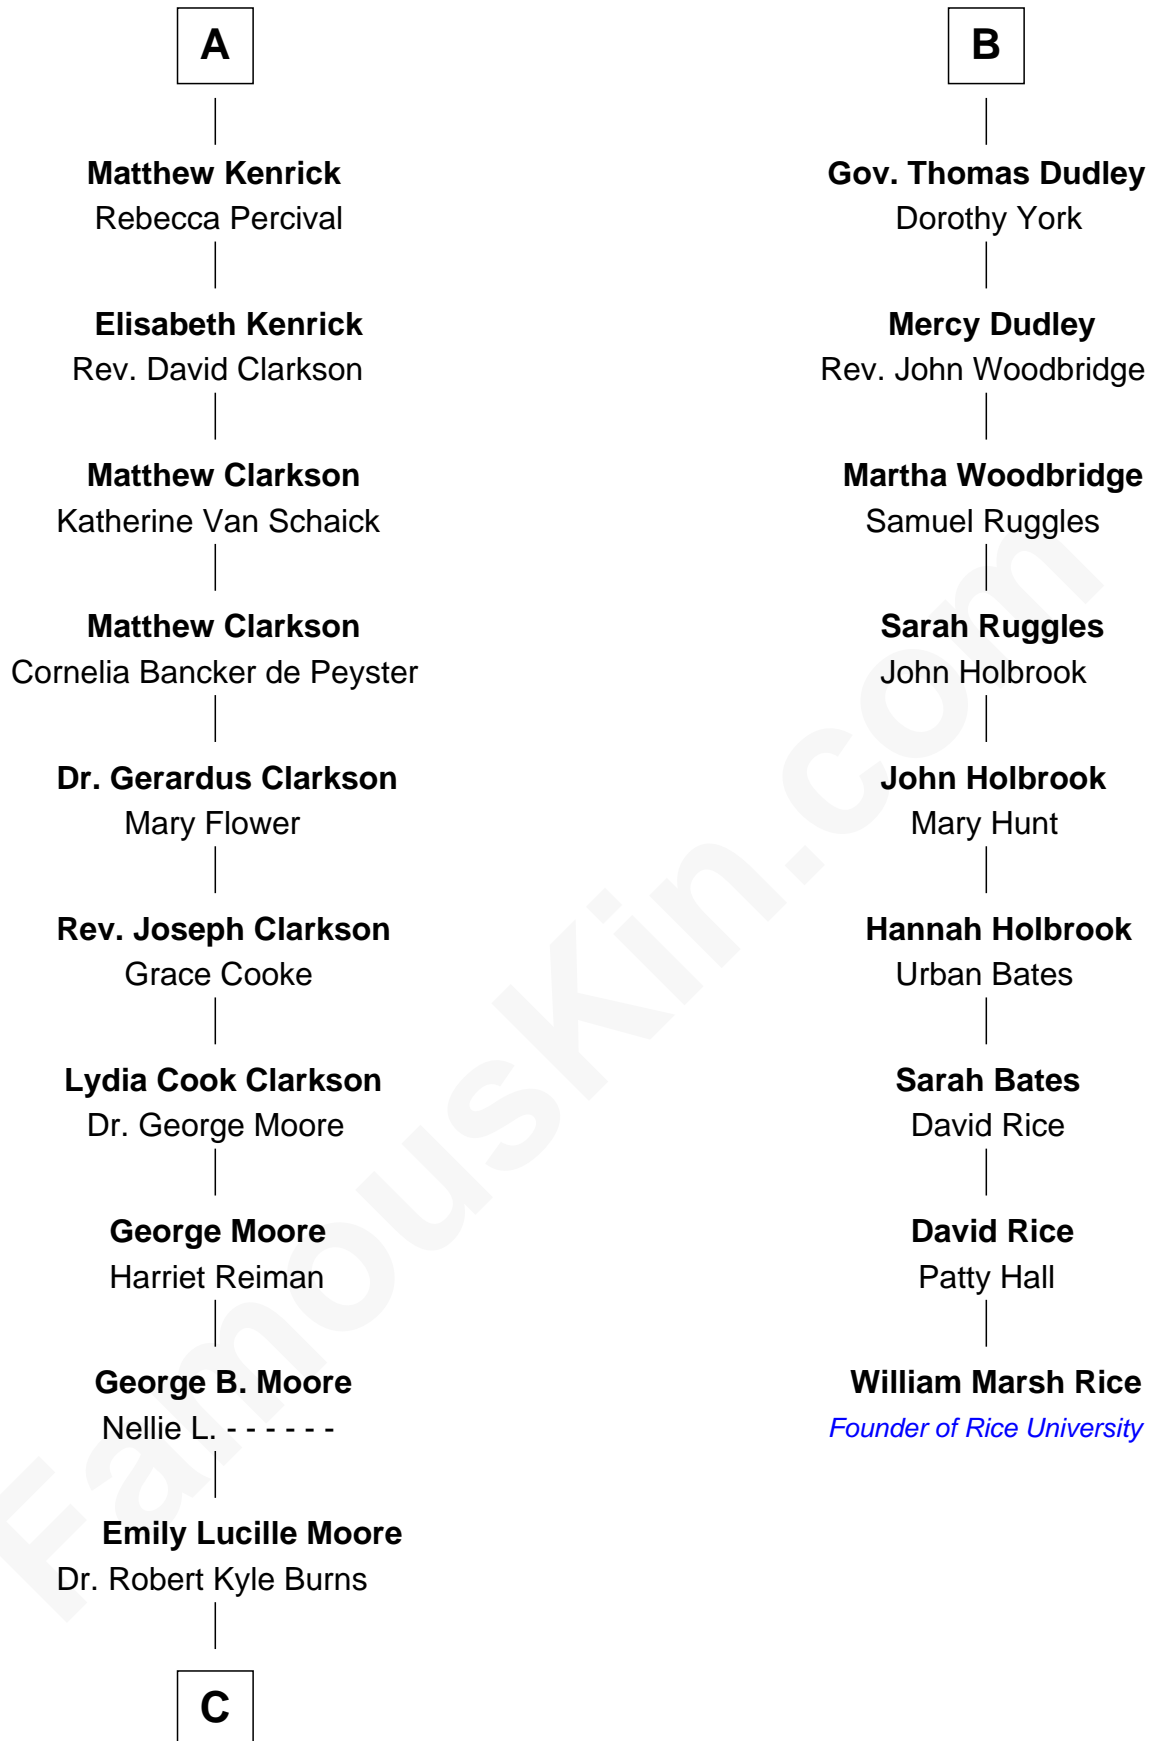 A
Matthew Kenrick
Rebecca Percival
Elisabeth Kenrick
Rev. David Clarkson
Matthew Clarkson
Katherine Van Schaick
Matthew Clarkson
Cornelia Bancker de Peyster
Dr. Gerardus Clarkson
Mary Flower
Rev. Joseph Clarkson
Grace Cooke
Lydia Cook Clarkson
Dr. George Moore
George Moore
Harriet Reiman
George B. Moore
Nellie L. - - - - - -
Emily Lucille Moore
Dr. Robert Kyle Burns
C
B
Gov. Thomas Dudley
Dorothy York
Mercy Dudley
Rev. John Woodbridge
Martha Woodbridge
Samuel Ruggles
Sarah Ruggles
John Holbrook
John Holbrook
Mary Hunt
Hannah Holbrook
Urban Bates
Sarah Bates
David Rice
David Rice
Patty Hall
William Marsh Rice
Founder of Rice University
FamousKin.com